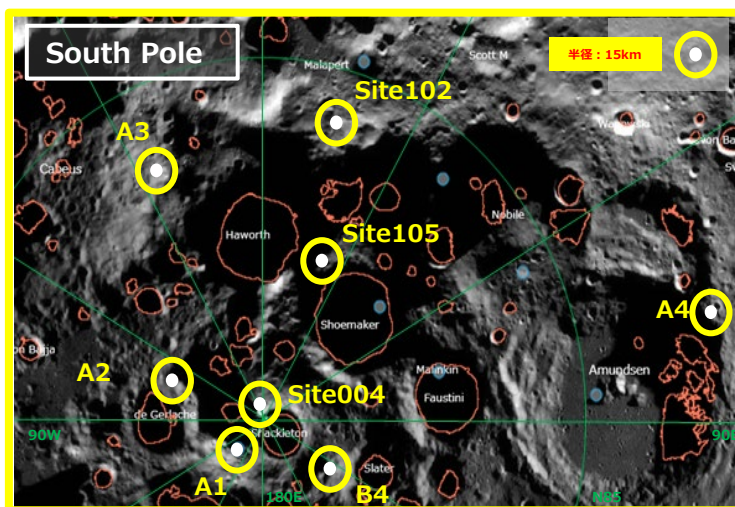 South Pole
Malapert
Scott M
半径：15km
Site102
A3
Cabeus
Nobile
Haworth
Site105
Shoemaker
A4
A2
Malinkin
Amundsen
de Gerlache
Site004
Faustini
90W
Shackleton
A1
Slater
180E
B4
N85